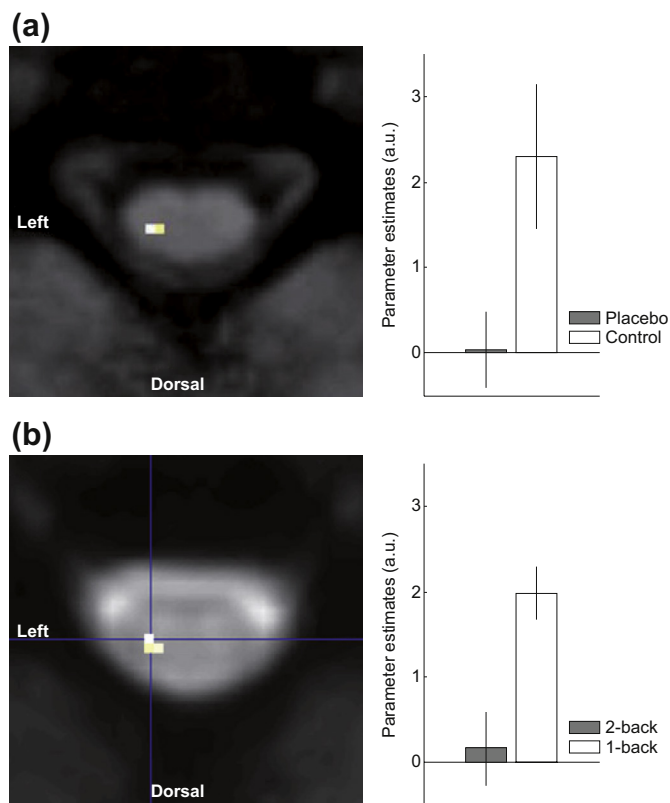 (a)
Left
Dorsal
Parameter estimates (a.u.)
3
2
1
0
Placebo
Control
(b)
Left
Dorsal
Parameter estimates (a.u.)
3
2
1
0
2-back
1-back